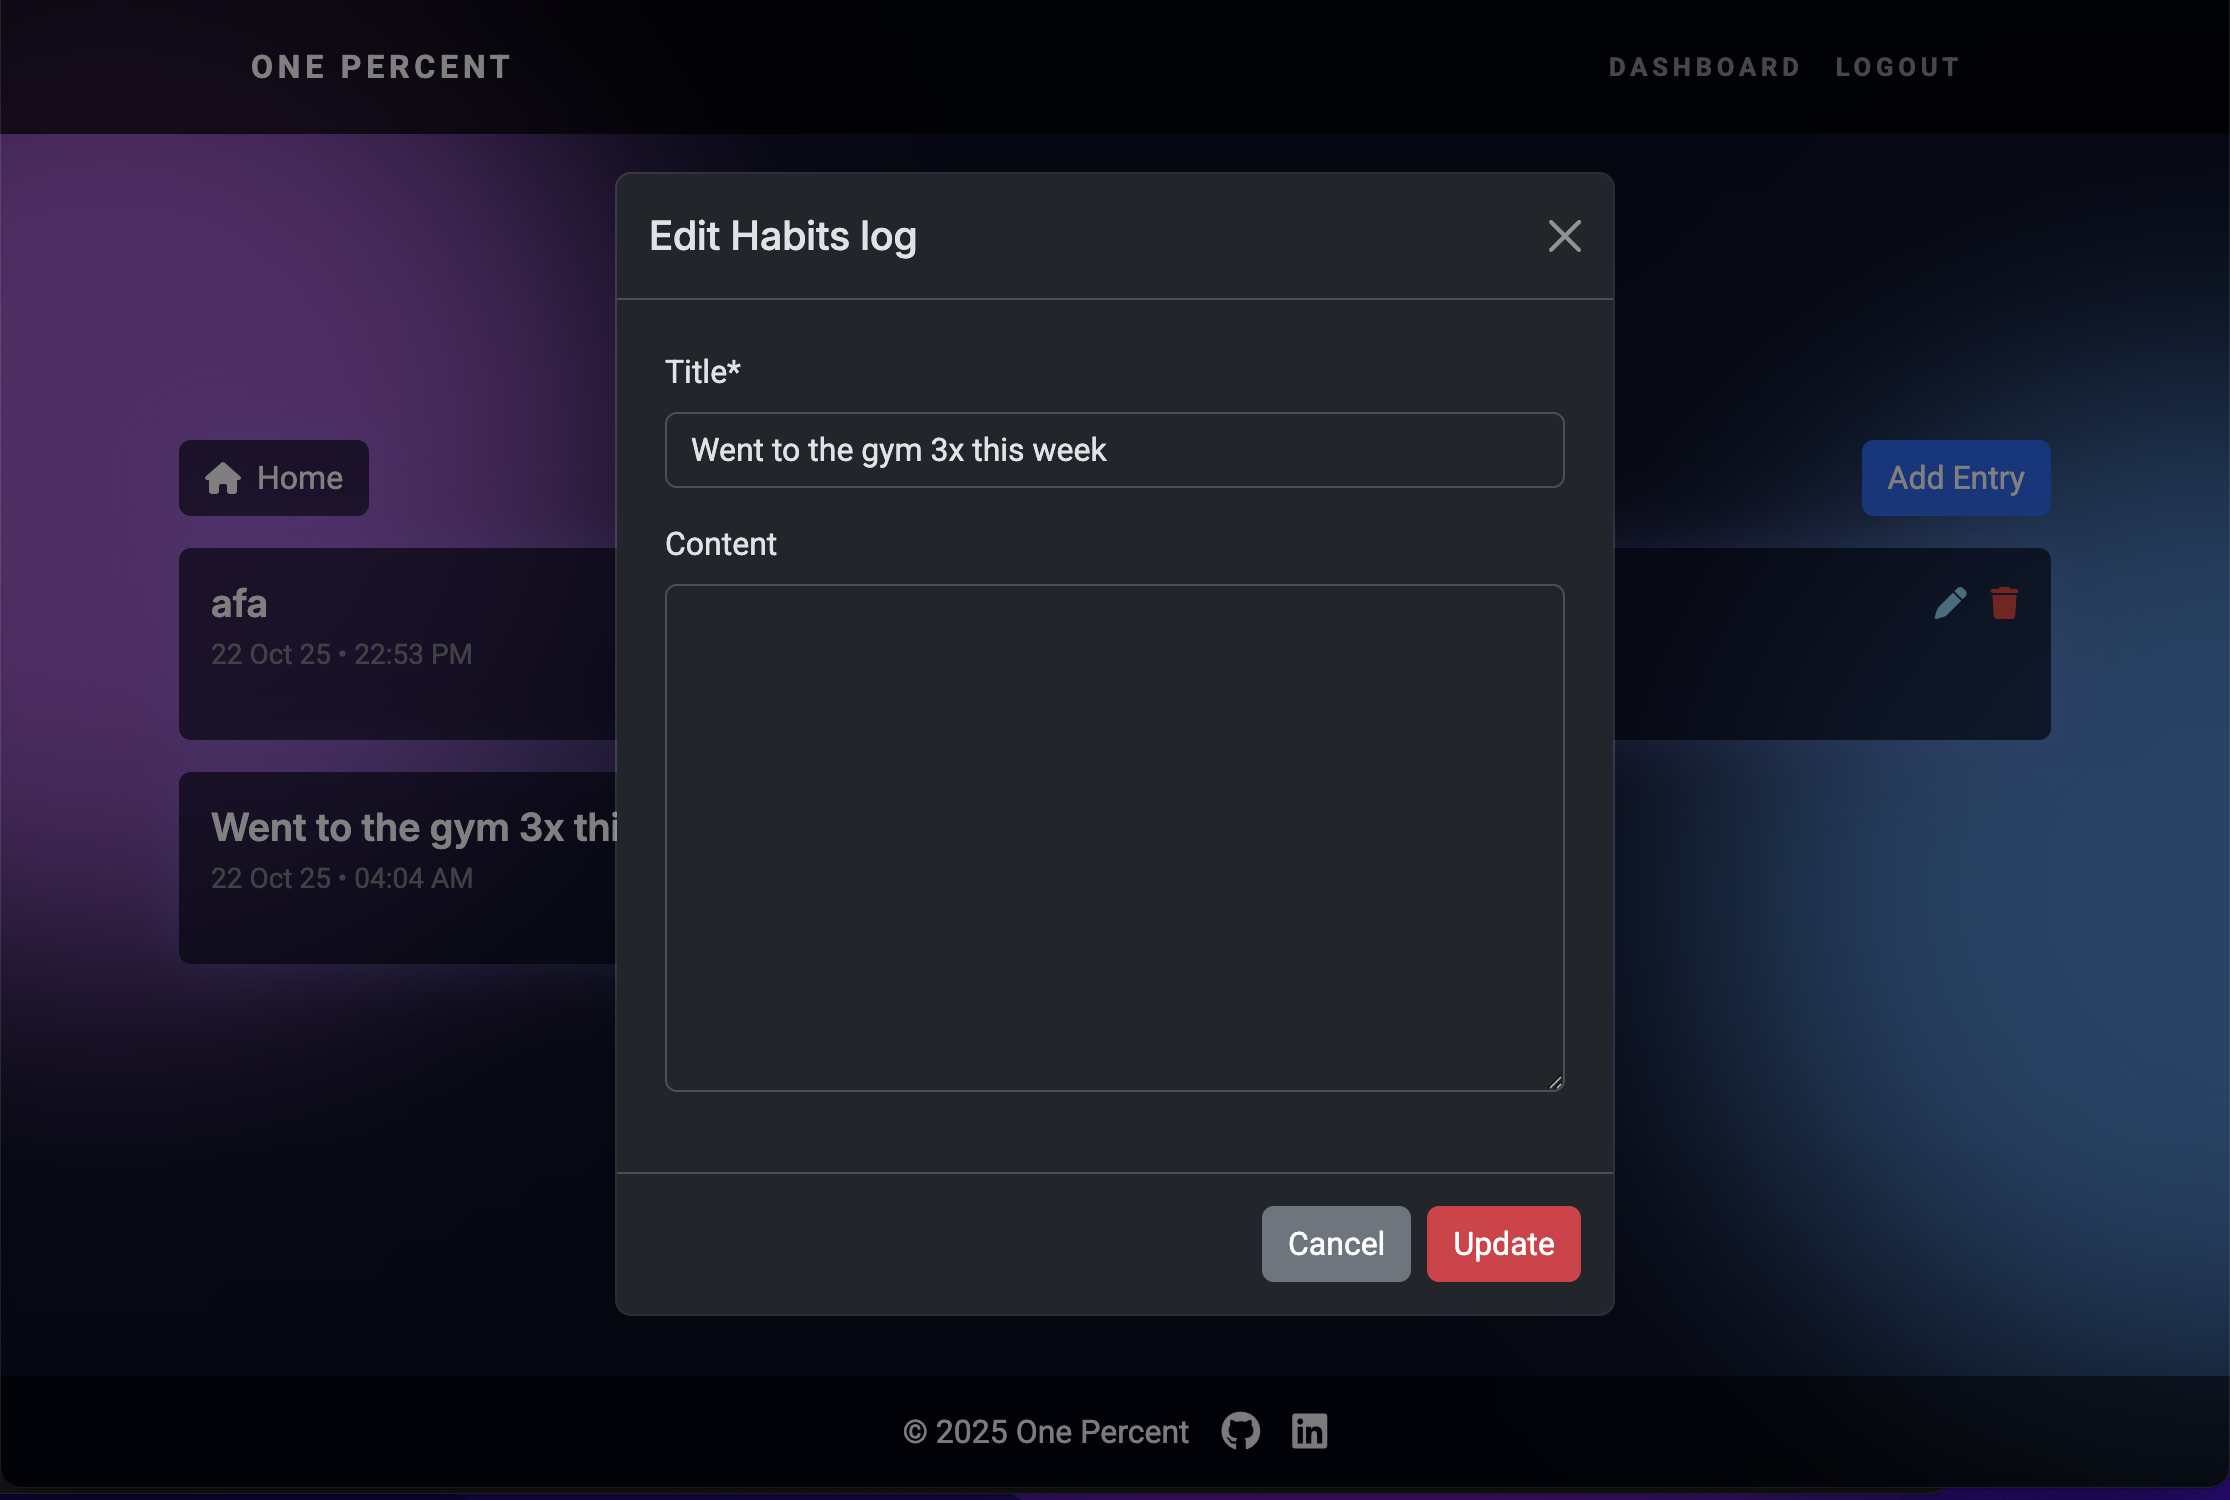 ONE PERCENT
DASHBOARD LOGOUT
Edit Habits log
Title*
Went to the gym 3x this week
Content
Home
Add Entry
afa
22 Oct 25 • 22:53 PM
Went to the gym 3x thi
22 Oct 25 • 04:04 AM
Cancel
Update
© 2025 One Percent